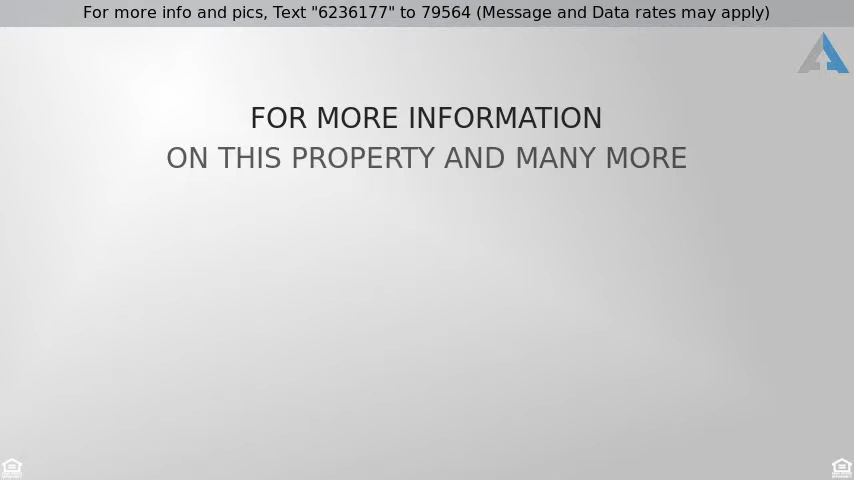 For more info and pics, Text "6236177" to 79564 (Message and Data rates may apply)
FOR MORE INFORMATION
ON THIS PROPERTY AND MANY MORE